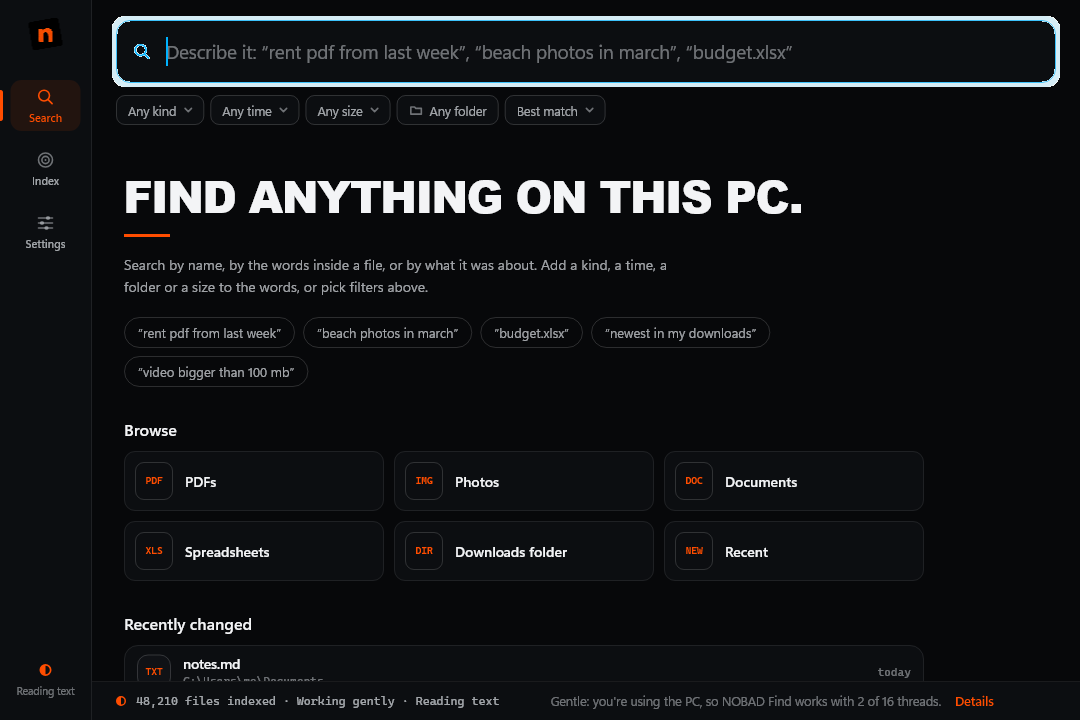 n
Describe it: “rent pdf from last week”, “beach photos in march”, “budget.xlsx”
Any kind
Any time
Any size
Any folder
Best match
Search
Index
Settings
FIND ANYTHING ON THIS PC.
Search by name, by the words inside a file, or by what it was about. Add a kind, a time, a
folder or a size to the words, or pick filters above.
“rent pdf from last week”
“beach photos in march”
“budget.xlsx”
“newest in my downloads”
“video bigger than 100 mb”
Browse
PDF PDFs
IMG Photos
DOC Documents
XLS Spreadsheets
DIR Downloads folder
NEW Recent
Recently changed
TXT notes.md
C:\Users\me\Documents
today
Reading text
48,210 files indexed · Working gently · Reading text
Gentle: you're using the PC, so NOBAD Find works with 2 of 16 threads.
Details